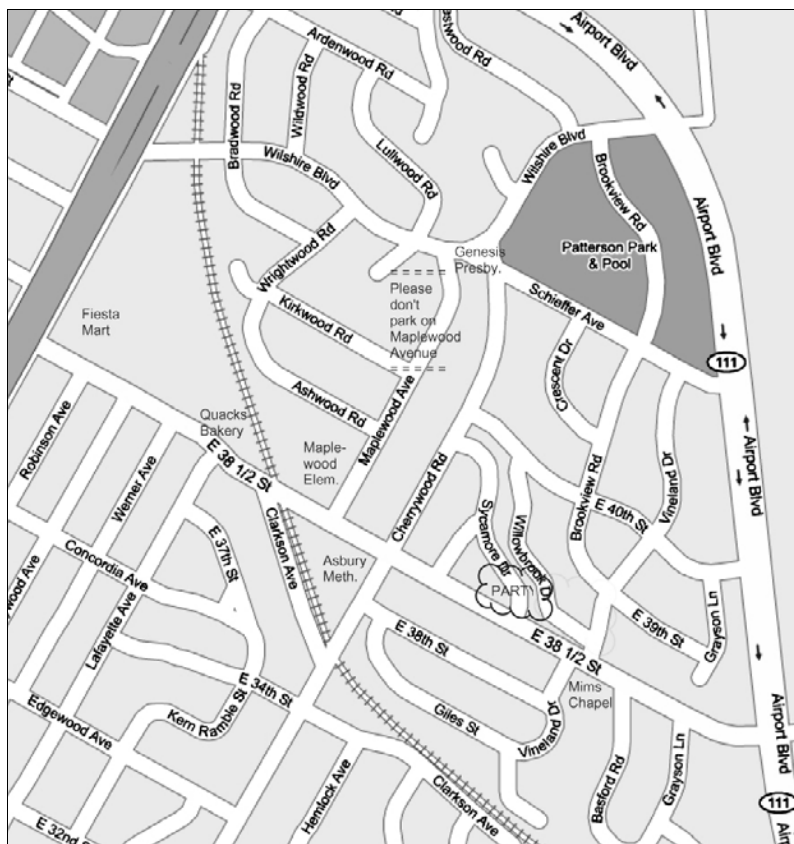 Ardenwood Rd
Airport Blvd
Airport Blvd
Wildwood Rd
Bradwood Rd
Wilshire Blvd
Lullwood Rd
Wilshire Blvd
Brookview Rd
Airport Blvd
Patterson Park
& Pool
Genesis
Presby.
Wrightwood Rd
Schieffer Ave
Please
don't
park on
Maplewood
Avenue
Fiesta
Mart
Kirkwood Rd
Crescent Dr
111
Ashwood Rd
Maplewood Ave
Quacks
Bakery
Robinson Ave
E 38 1/2 St
Maple-
wood
Elem.
Werner Ave
Cherrywood Rd
Sycamore Dr
Willowbrook Dr
Brookview Rd
E 40th St
Vineland Dr
Airport Blvd
Clarkson Ave
E 37th St
Concordia Ave
Asbury
Meth.
PARTY
wood Ave
Lafayette Ave
E 38th St
E 38 1/2 St
E 39th St
Grayson Ln
E 34th St
Mims
Chapel
Kern Ramble St
Edgewood Ave
Giles St
Vineland Dr
Airport Blvd
Basford Rd
Grayson Ln
Hemlock Ave
Clarkson Ave
111
E 32nd